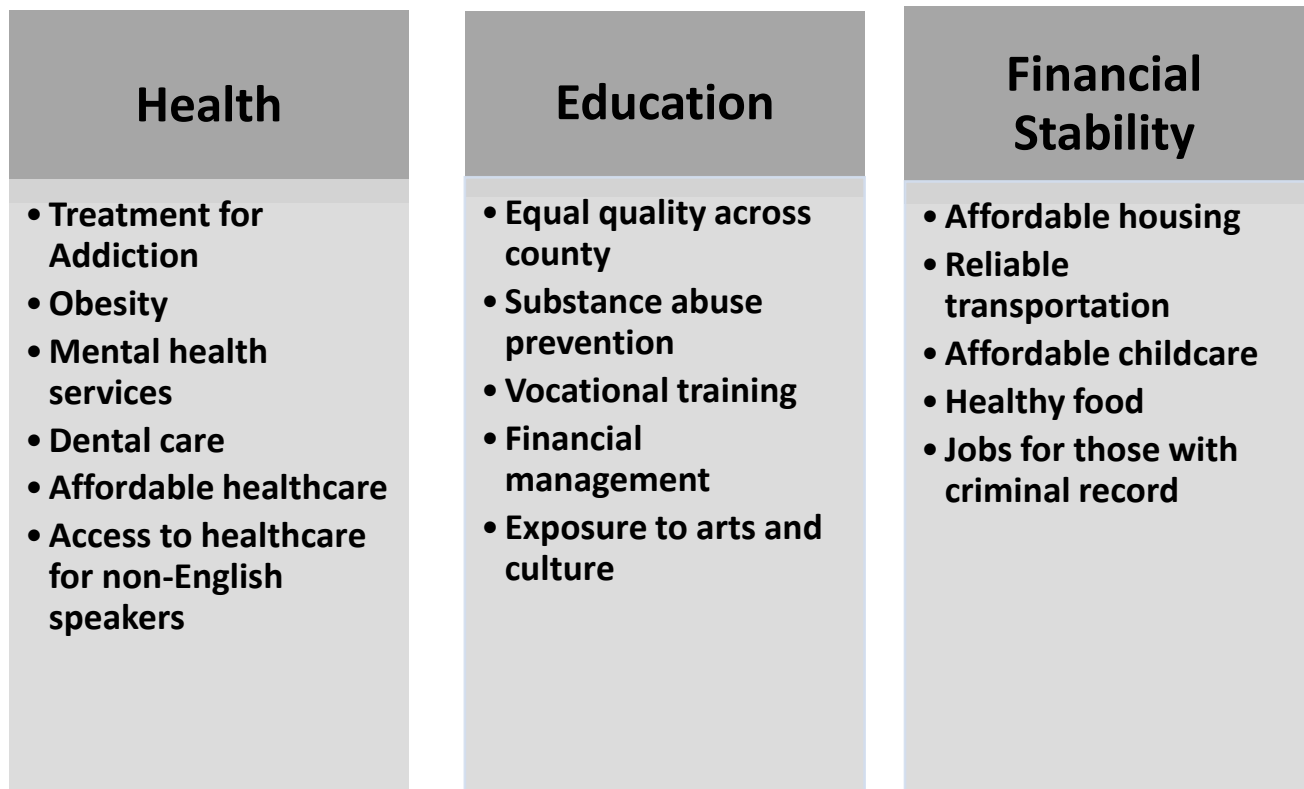 Health
• Treatment for
Addiction
• Obesity
• Mental health
services
• Dental care
• Affordable healthcare
• Access to healthcare
for non-English
speakers
Education
• Equal quality across
county
• Substance abuse
prevention
• Vocational training
• Financial
management
• Exposure to arts and
culture
Financial
Stability
• Affordable housing
• Reliable
transportation
• Affordable childcare
• Healthy food
• Jobs for those with
criminal record